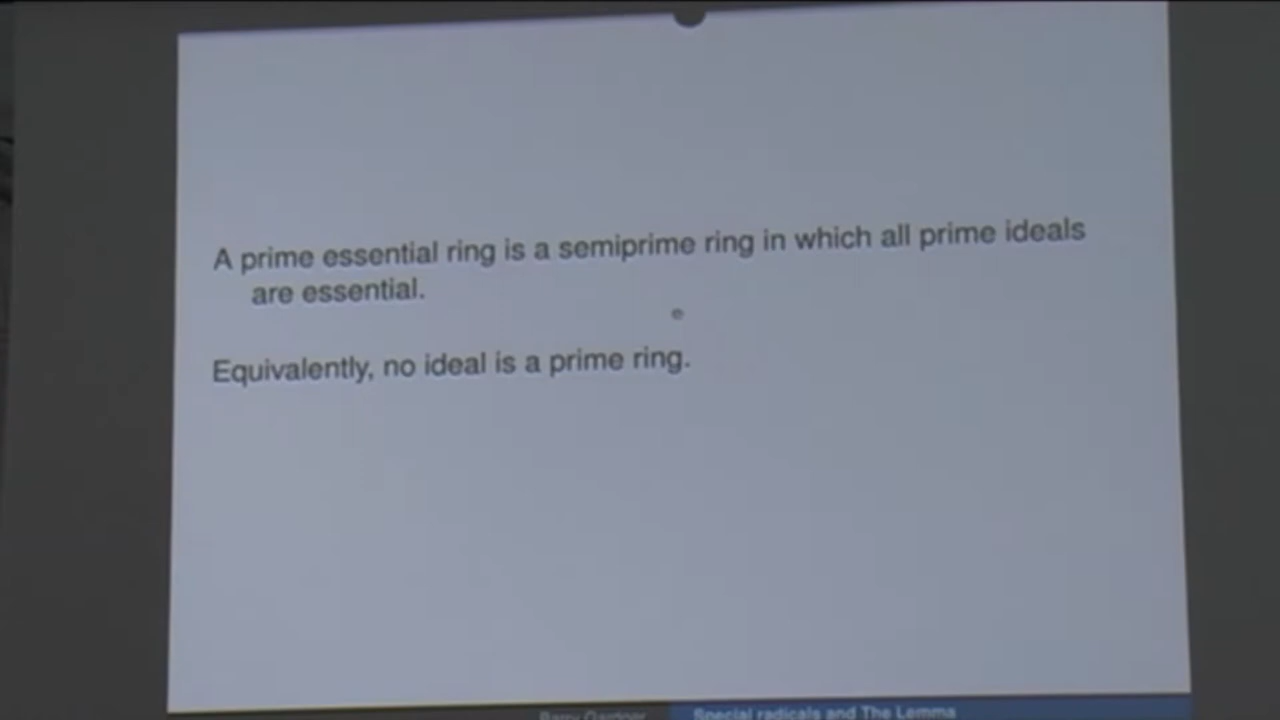 A prime essential ring is a semiprime ring in which all prime ideals
are essential.
Equivalently, no ideal is a prime ring.
Barry Gardner
Special radicals and The Lemma